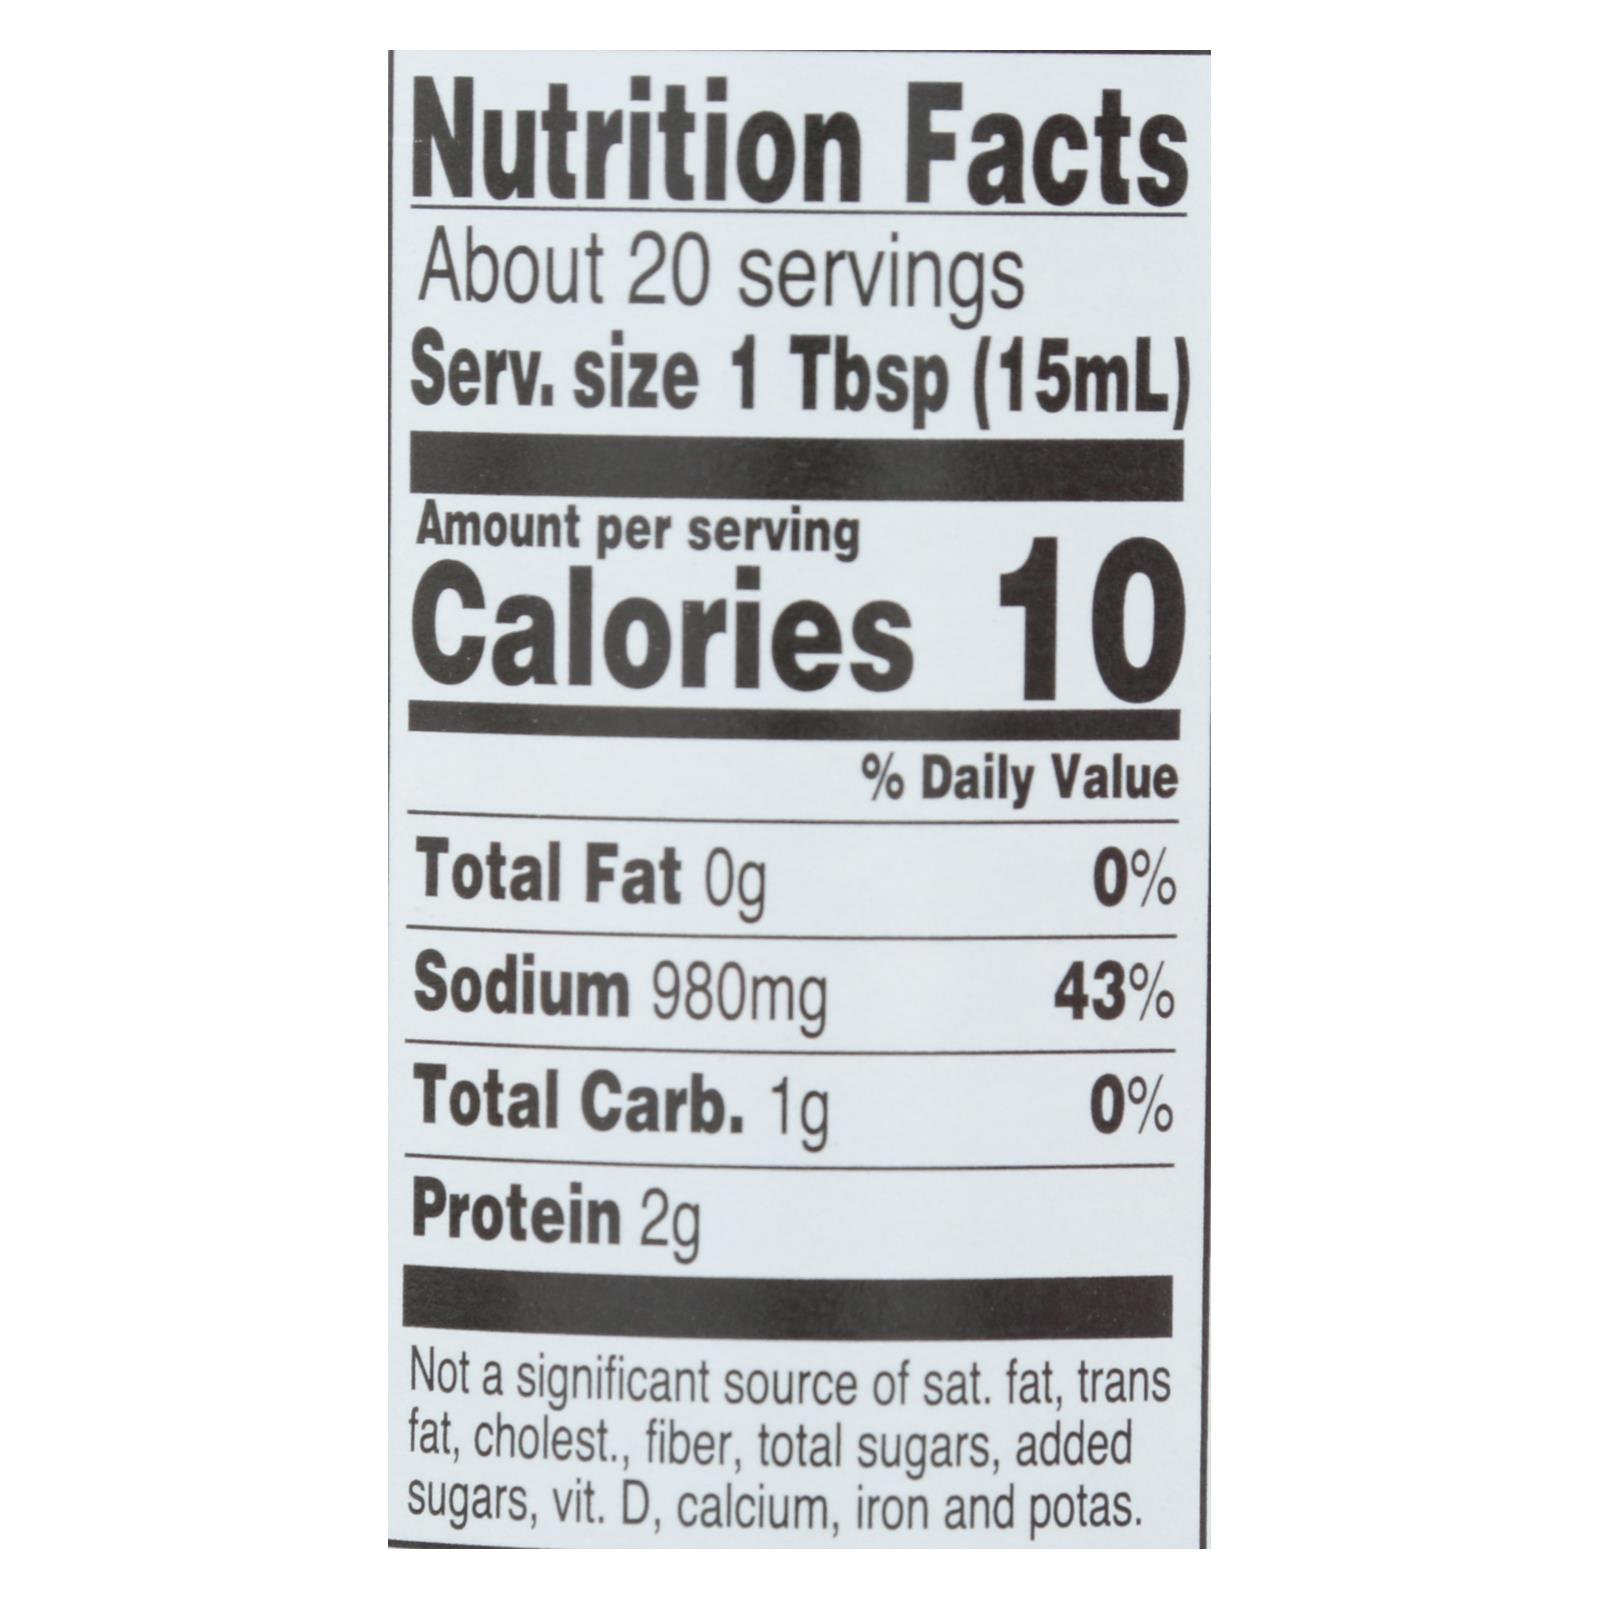 Nutrition Facts
About 20 servings
Serv. size 1 Tbsp (15mL)
Amount per serving
Calories 10
% Daily Value
Total Fat 0g 0%
Sodium 980mg 43%
Total Carb. 1g 0%
Protein 2g
Not a significant source of sat. fat, trans
fat, cholest., fiber, total sugars, added
sugars, vit. D, calcium, iron and potas.